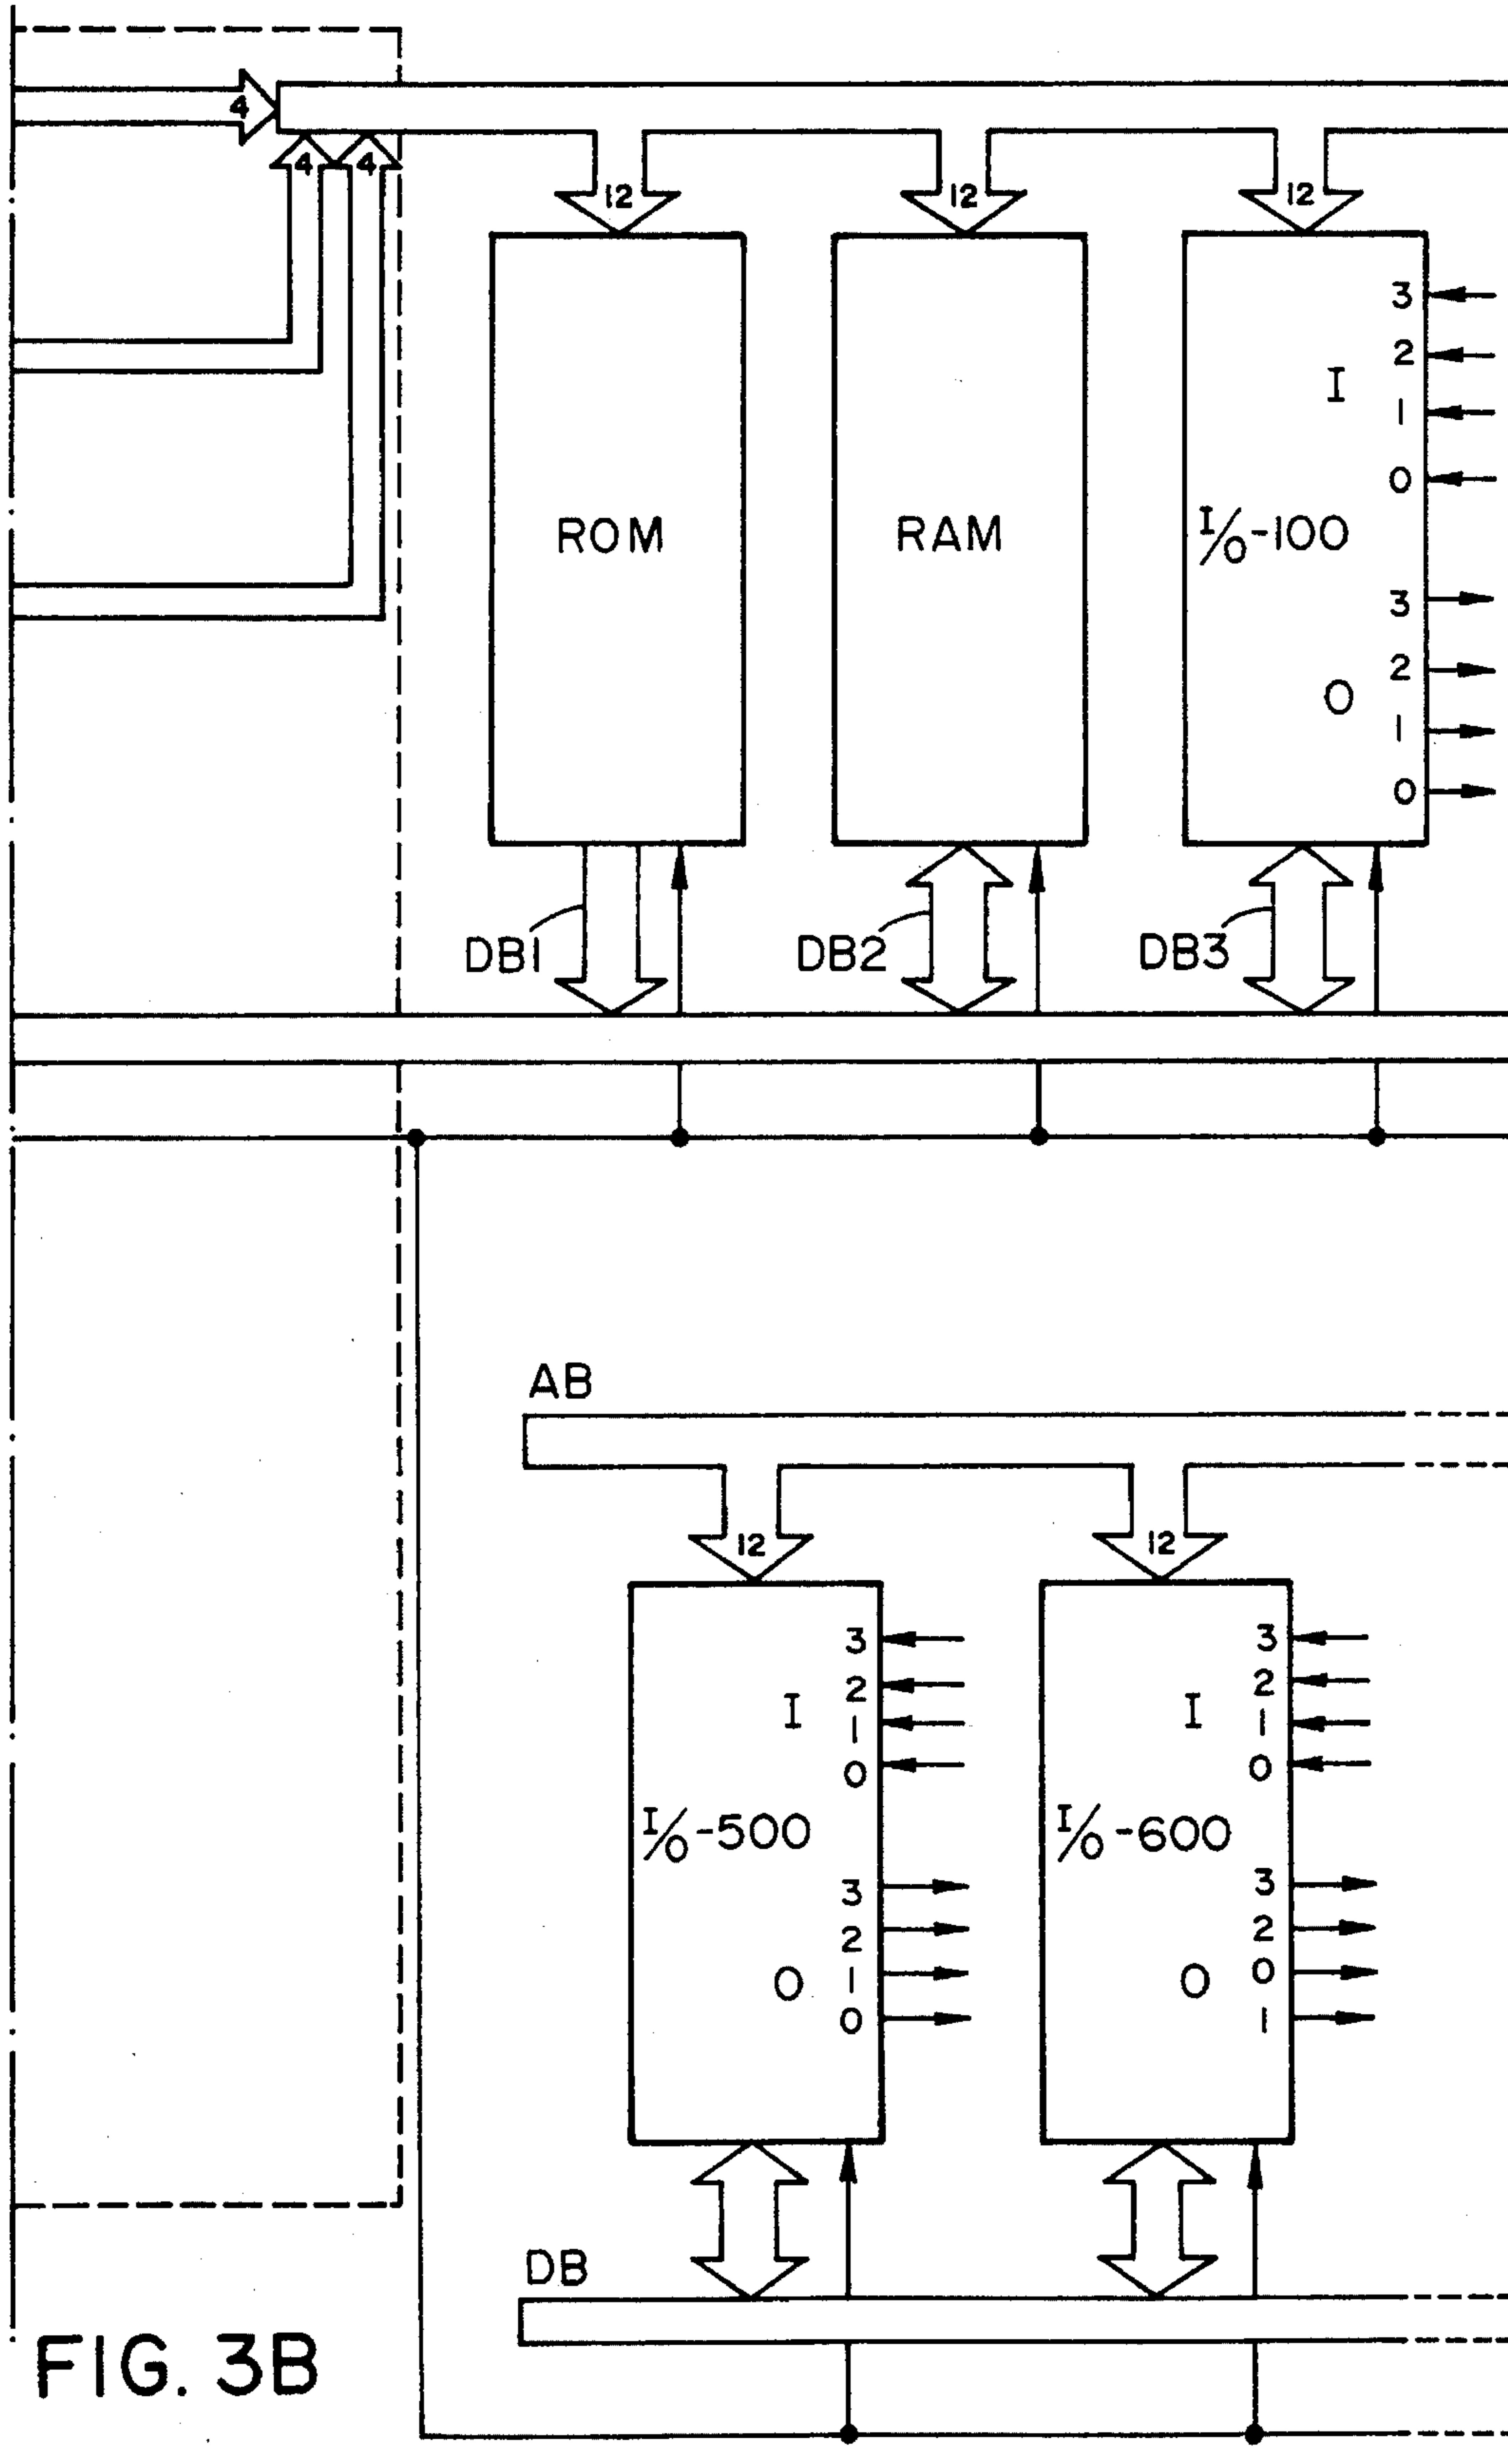 4
4 4
12 12 12
3
2
I
1
0
ROM RAM I/O-100
3
2
O
1
0
DB1 DB2 DB3
AB
12 12
3 3
2 2
I I
1 1
0 0
I/O-500 I/O-600
3 3
2 2
O 1 O 0
0 1
DB
FIG. 3B